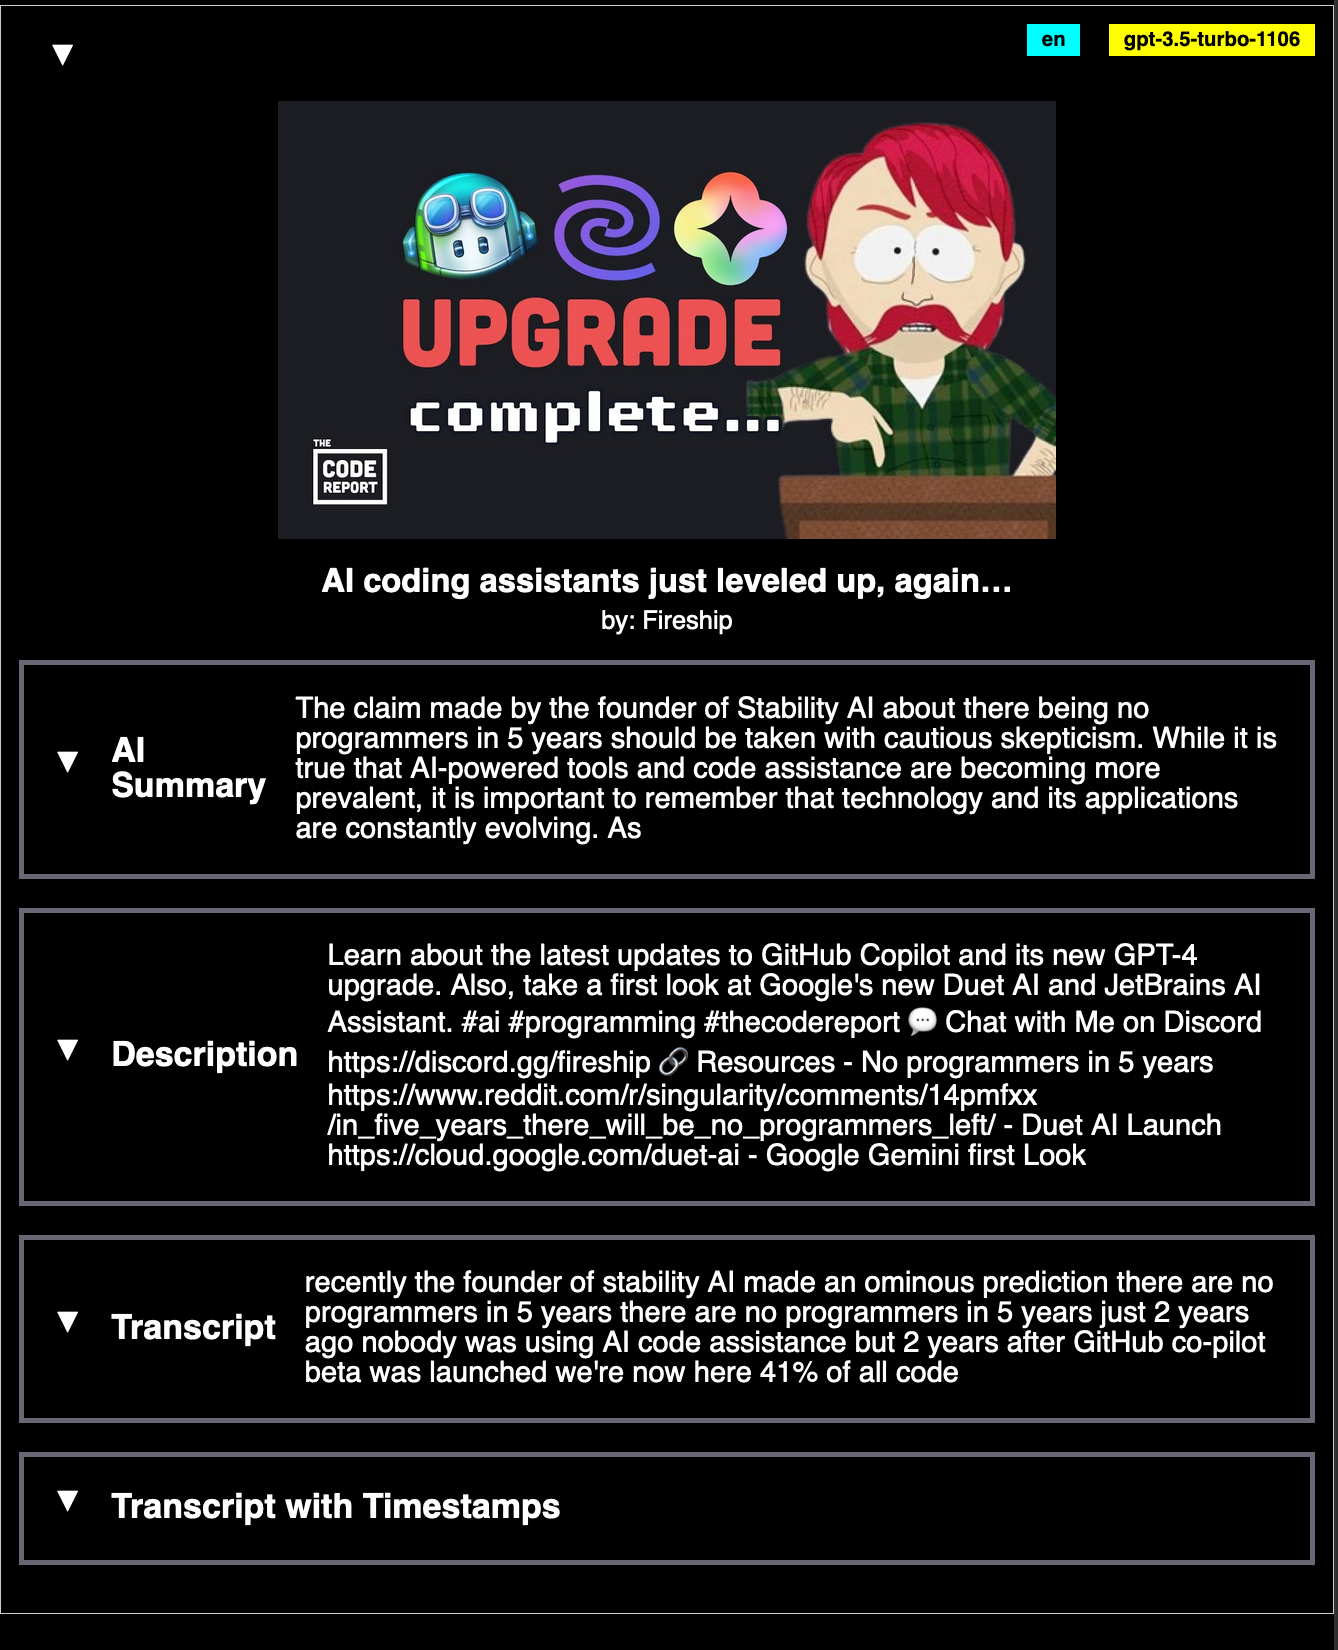 ▼
en
gpt-3.5-turbo-1106
UPGRADE
complete...
THE
CODE
REPORT
AI coding assistants just leveled up, again…
by: Fireship
▼ AI
Summary
The claim made by the founder of Stability AI about there being no
programmers in 5 years should be taken with cautious skepticism. While it is
true that AI-powered tools and code assistance are becoming more
prevalent, it is important to remember that technology and its applications
are constantly evolving. As
▼ Description
Learn about the latest updates to GitHub Copilot and its new GPT-4
upgrade. Also, take a first look at Google's new Duet AI and JetBrains AI
Assistant. #ai #programming #thecodereport 💬 Chat with Me on Discord
https://discord.gg/fireship 🔗 Resources - No programmers in 5 years
https://www.reddit.com/r/singularity/comments/14pmfxx
/in_five_years_there_will_be_no_programmers_left/ - Duet AI Launch
https://cloud.google.com/duet-ai - Google Gemini first Look
▼ Transcript
recently the founder of stability AI made an ominous prediction there are no
programmers in 5 years there are no programmers in 5 years just 2 years
ago nobody was using AI code assistance but 2 years after GitHub co-pilot
beta was launched we're now here 41% of all code
▼ Transcript with Timestamps